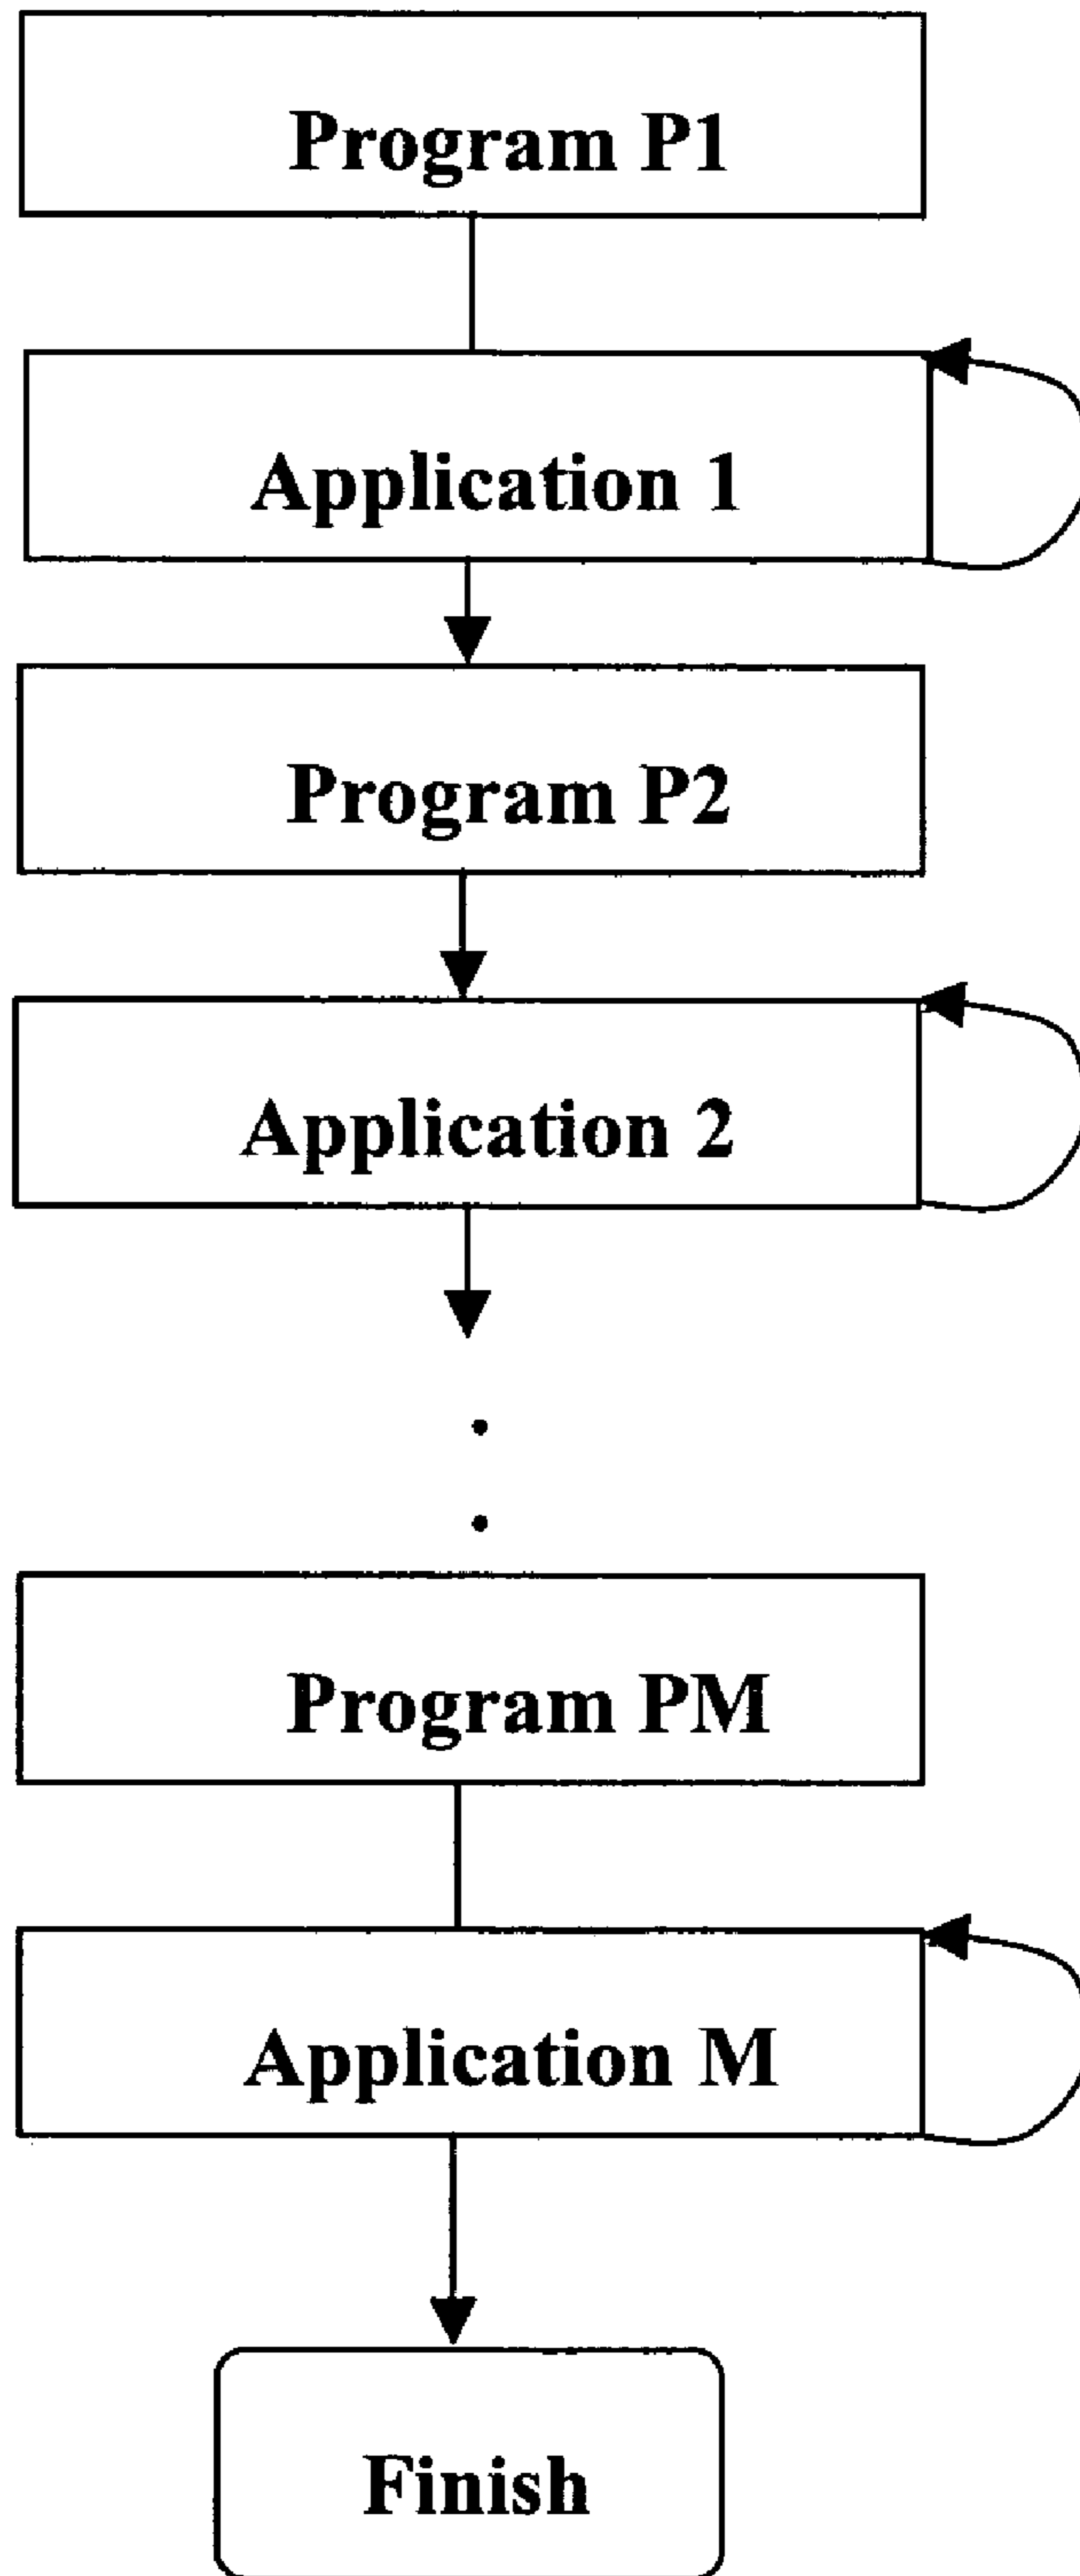 Program P1
Application 1
Program P2
Application 2
.
.
Program PM
Application M
Finish